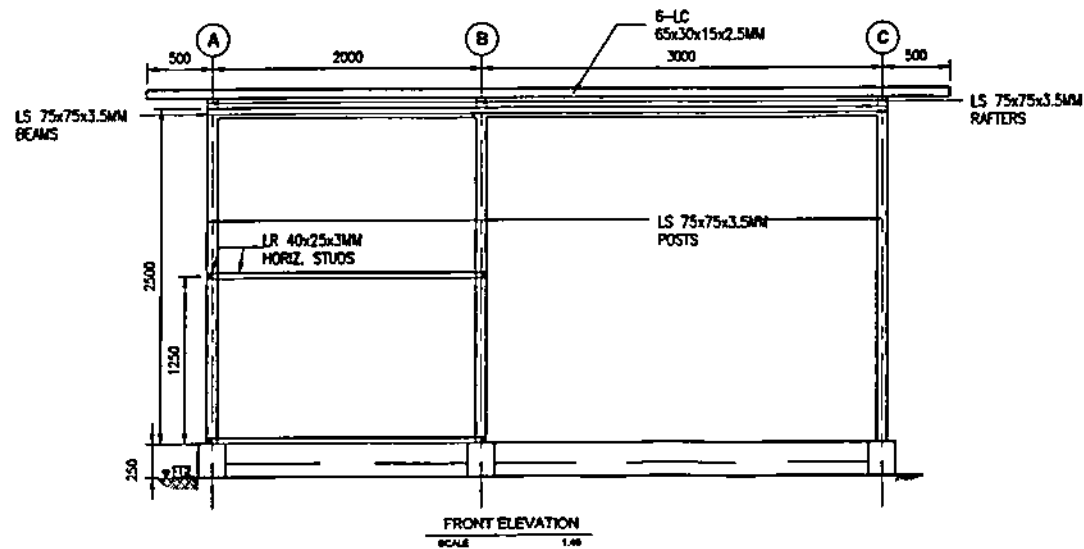 6-LC
65x30x15x2.5MM
A
B
C
500
2000
3000
500
LS 75x75x3.5MM
BEAMS
LS 75x75x3.5MM
RAFTERS
LS 75x75x3.5MM
POSTS
LR 40x25x3MM
HORIZ. STUDS
2500
1250
250
FRONT ELEVATION
SCALE